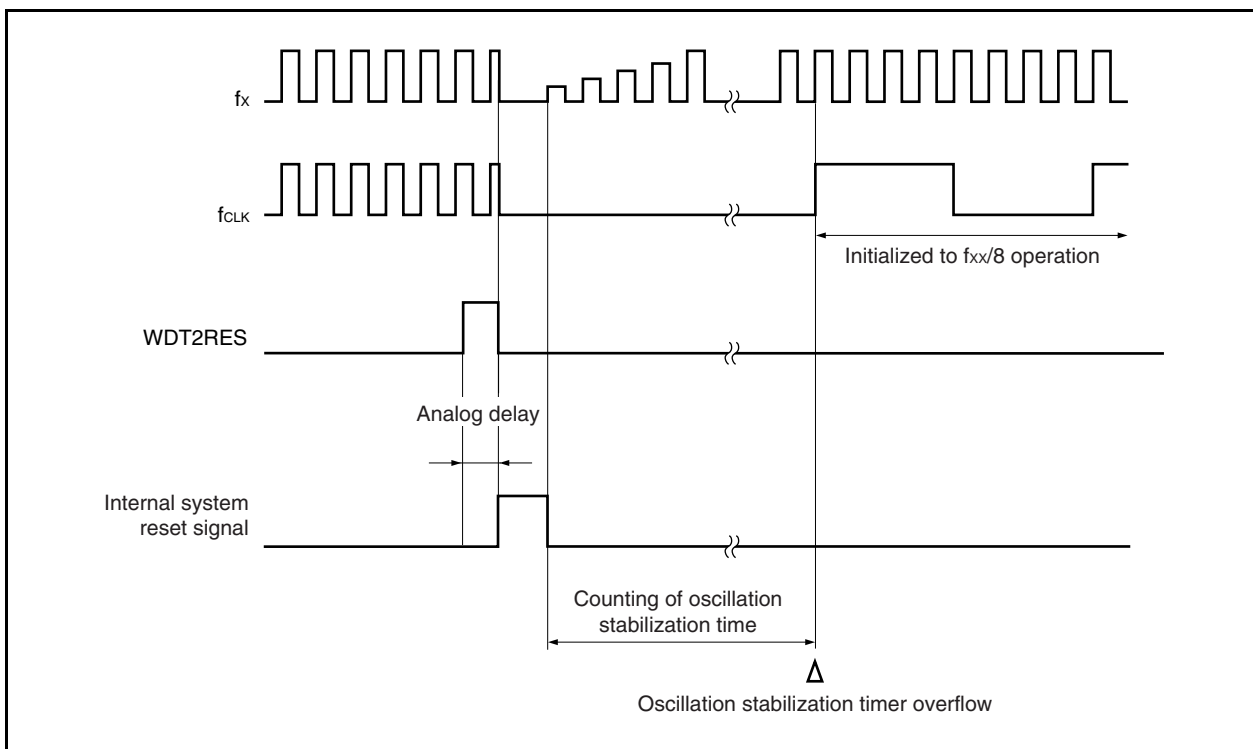 fX
fCLK
Initialized to fXX/8 operation
WDT2RES
Analog delay
Internal system
reset signal
Counting of oscillation
stabilization time
Oscillation stabilization timer overflow